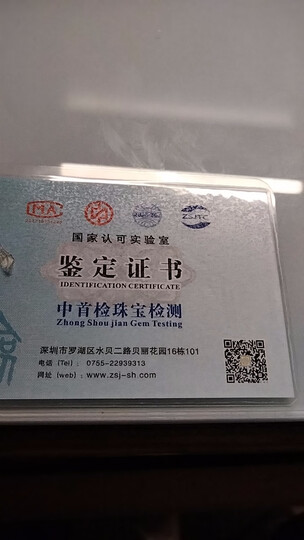 MA
ZSJTC
国家认可实验室
鉴定证书
IDENTIFICATION CERTIFICATE
中首检珠宝检测
Zhong Shou jian Gem Testing
深圳市罗湖区水贝二路贝丽花园16栋101
电话（Tel）： 0755-22939313
网址（web）：www.zsj-sh.com